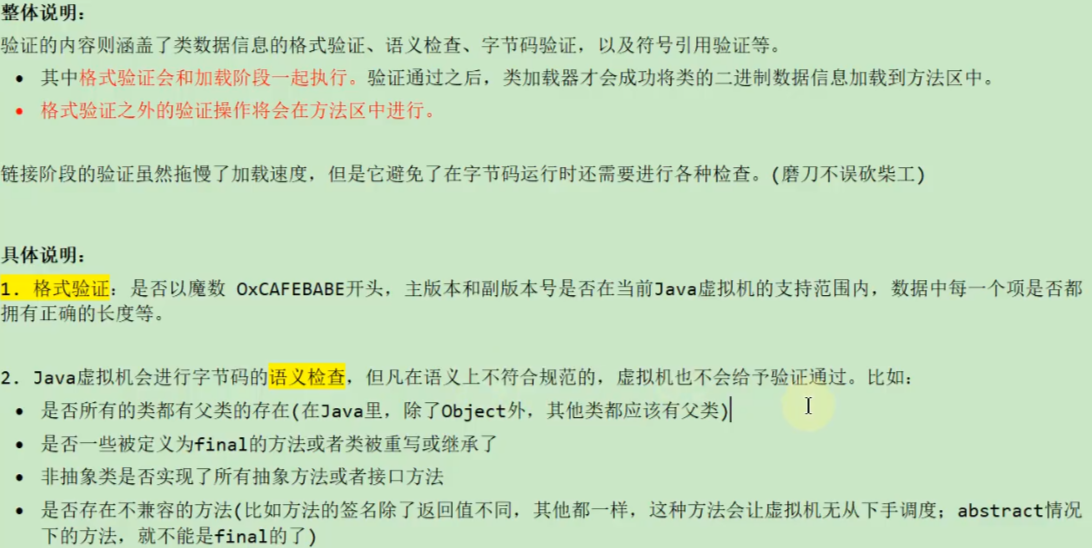 整体说明：
验证的内容则涵盖了类数据信息的格式验证、语义检查、字节码验证，以及符号引用验证等。
• 其中格式验证会和加载阶段一起执行。验证通过之后，类加载器才会成功将类的二进制数据信息加载到方法区中。
• 格式验证之外的验证操作将会在方法区中进行。
链接阶段的验证虽然拖慢了加载速度，但是它避免了在字节码运行时还需要进行各种检查。(磨刀不误砍柴工)
具体说明：
1. 格式验证：是否以魔数 OxCAFEBABE开头，主版本和副版本号是否在当前Java虚拟机的支持范围内，数据中每一个项是否都
拥有正确的长度等。
2. Java虚拟机会进行字节码的语义检查，但凡在语义上不符合规范的，虚拟机也不会给予验证通过。比如：
• 是否所有的类都有父类的存在(在Java里，除了Object外，其他类都应该有父类)
• 是否一些被定义为final的方法或者类被重写或继承了
• 非抽象类是否实现了所有抽象方法或者接口方法
• 是否存在不兼容的方法(比如方法的签名除了返回值不同，其他都一样，这种方法会让虚拟机无从下手调度；abstract情况
下的方法，就不能是final的了)